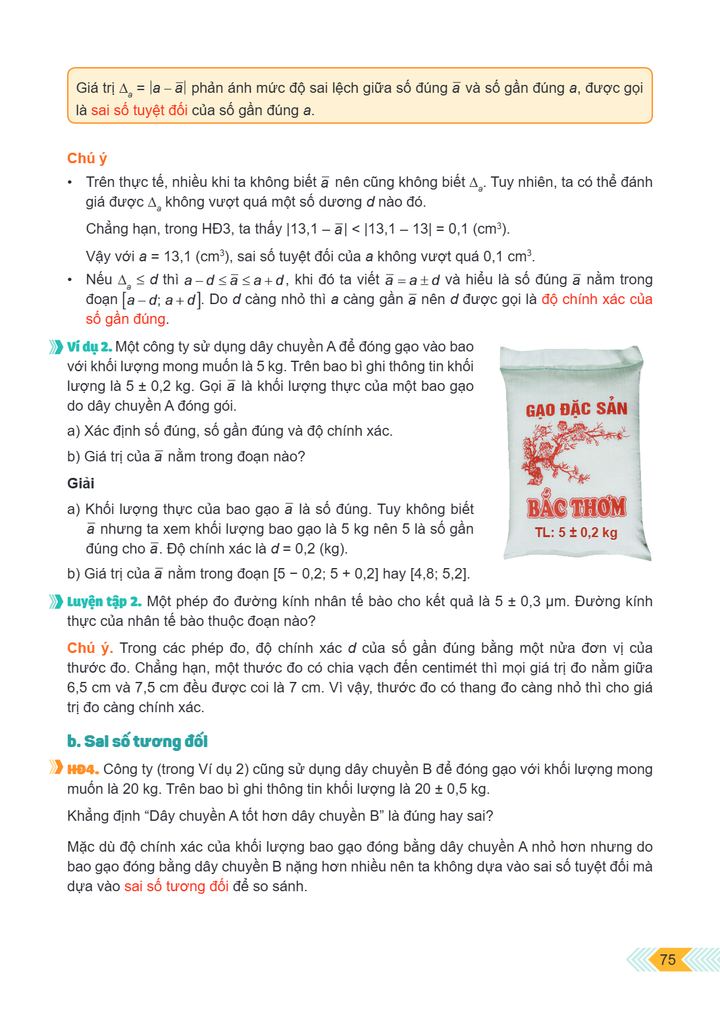 Giá trị Δₐ = |a – a̅| phản ánh mức độ sai lệch giữa số đúng a̅ và số gần đúng a, được gọi
là sai số tuyệt đối của số gần đúng a.
Chú ý
• Trên thực tế, nhiều khi ta không biết a̅ nên cũng không biết Δₐ. Tuy nhiên, ta có thể đánh
giá được Δₐ không vượt quá một số dương d nào đó.
Chẳng hạn, trong HĐ3, ta thấy |13,1 – a̅| < |13,1 – 13| = 0,1 (cm³).
Vậy với a = 13,1 (cm³), sai số tuyệt đối của a không vượt quá 0,1 cm³.
• Nếu Δₐ ≤ d thì a – d ≤ a̅ ≤ a + d, khi đó ta viết a̅ = a ± d và hiểu là số đúng a̅ nằm trong
đoạn [a – d; a + d]. Do d càng nhỏ thì a càng gần a̅ nên d được gọi là độ chính xác của
số gần đúng.
Ví dụ 2. Một công ty sử dụng dây chuyền A để đóng gạo vào bao
với khối lượng mong muốn là 5 kg. Trên bao bì ghi thông tin khối
lượng là 5 ± 0,2 kg. Gọi a̅ là khối lượng thực của một bao gạo
do dây chuyền A đóng gói.
a) Xác định số đúng, số gần đúng và độ chính xác.
b) Giá trị của a̅ nằm trong đoạn nào?
Giải
a) Khối lượng thực của bao gạo a̅ là số đúng. Tuy không biết
a̅ nhưng ta xem khối lượng bao gạo là 5 kg nên 5 là số gần
đúng cho a̅. Độ chính xác là d = 0,2 (kg).
b) Giá trị của a̅ nằm trong đoạn [5 − 0,2; 5 + 0,2] hay [4,8; 5,2].
GẠO ĐẶC SẢN
BẮC THƠM
TL: 5 ± 0,2 kg
Luyện tập 2. Một phép đo đường kính nhân tế bào cho kết quả là 5 ± 0,3 μm. Đường kính
thực của nhân tế bào thuộc đoạn nào?
Chú ý. Trong các phép đo, độ chính xác d của số gần đúng bằng một nửa đơn vị của
thước đo. Chẳng hạn, một thước đo có chia vạch đến centimét thì mọi giá trị đo nằm giữa
6,5 cm và 7,5 cm đều được coi là 7 cm. Vì vậy, thước đo có thang đo càng nhỏ thì cho giá
trị đo càng chính xác.
b. Sai số tương đối
HĐ4. Công ty (trong Ví dụ 2) cũng sử dụng dây chuyền B để đóng gạo với khối lượng mong
muốn là 20 kg. Trên bao bì ghi thông tin khối lượng là 20 ± 0,5 kg.
Khẳng định “Dây chuyền A tốt hơn dây chuyền B” là đúng hay sai?
Mặc dù độ chính xác của khối lượng bao gạo đóng bằng dây chuyền A nhỏ hơn nhưng do
bao gạo đóng bằng dây chuyền B nặng hơn nhiều nên ta không dựa vào sai số tuyệt đối mà
dựa vào sai số tương đối để so sánh.
75